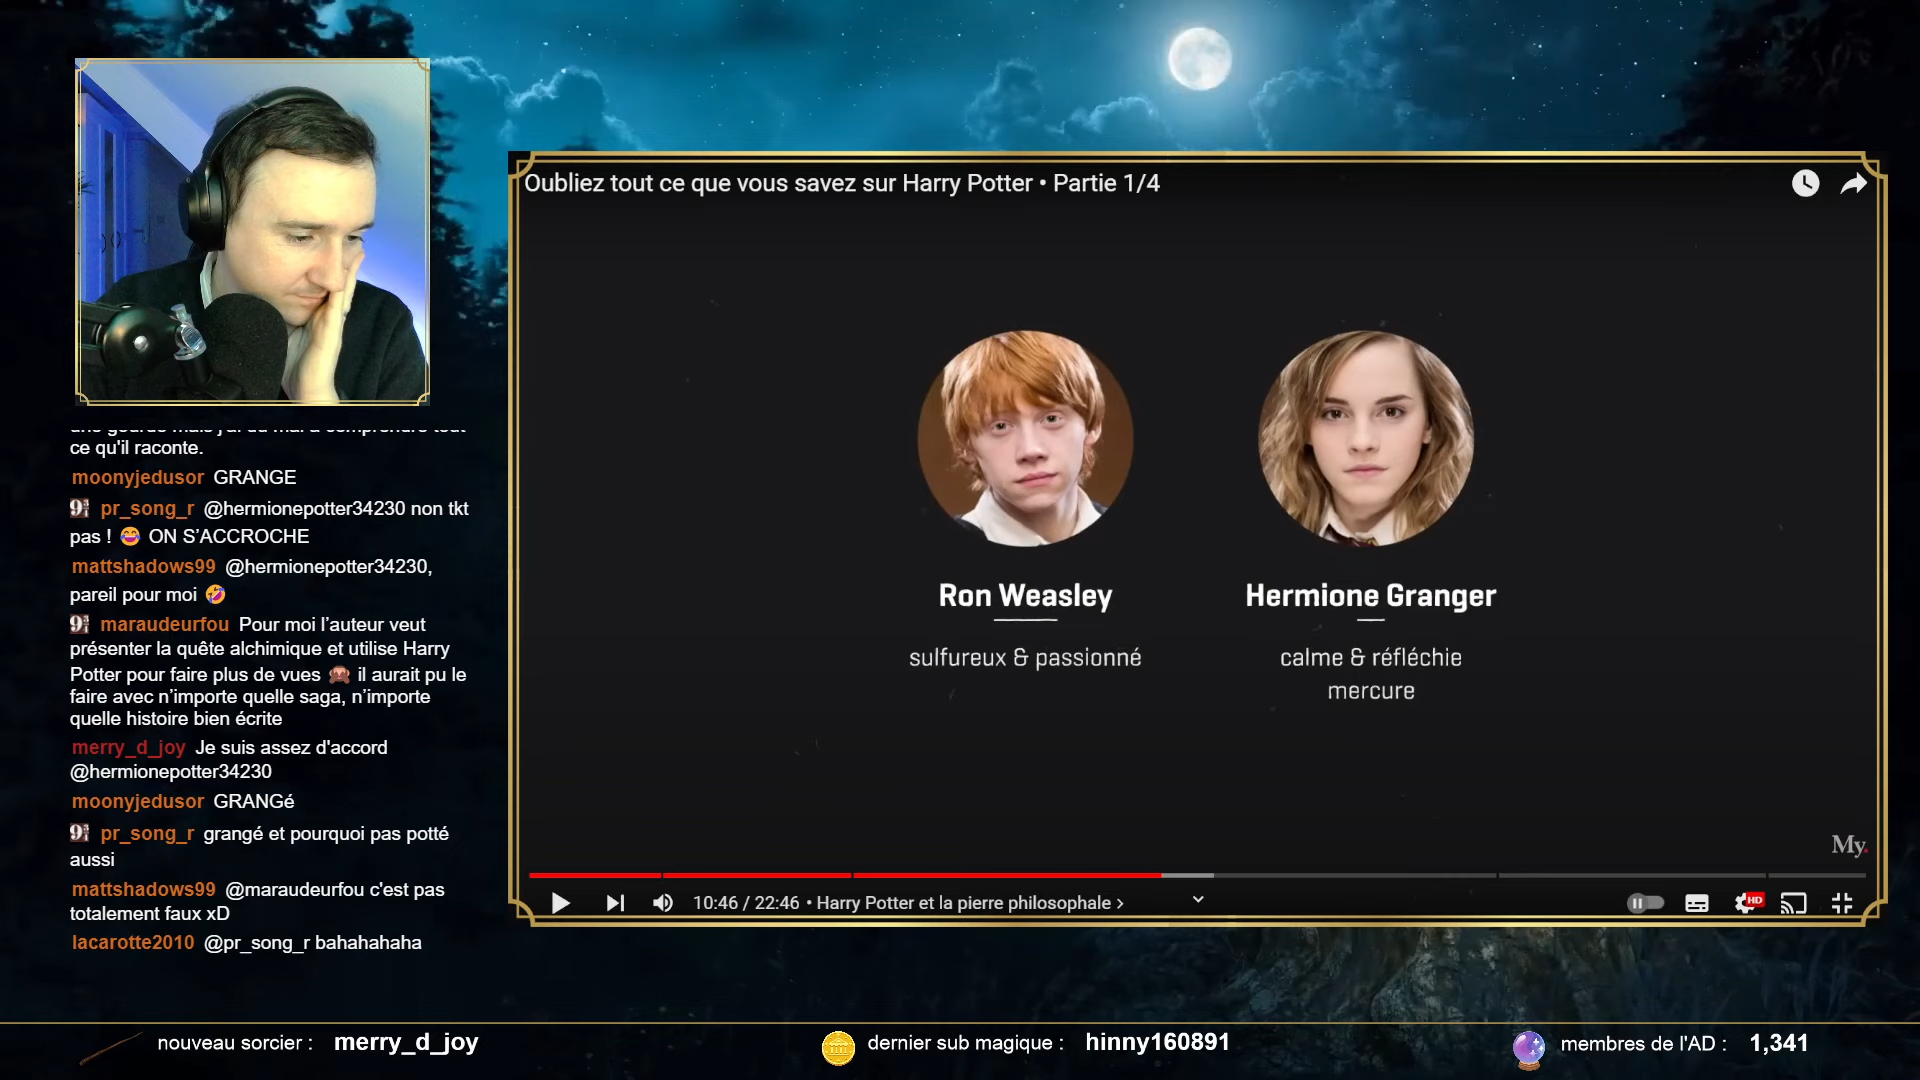 Oubliez tout ce que vous savez sur Harry Potter • Partie 1/4
ce qu'il raconte.
moonyjedusor GRANGE
pr_song_r @hermionepotter34230 non tkt
pas ! 😂 ON S'ACCROCHE
mattshadows99 @hermionepotter34230,
pareil pour moi 🤣
maraudeurfou Pour moi l'auteur veut
présenter la quête alchimique et utilise Harry
Potter pour faire plus de vues 🙈 il aurait pu le
faire avec n'importe quelle saga, n'importe
quelle histoire bien écrite
merry_d_joy Je suis assez d'accord
@hermionepotter34230
moonyjedusor GRANGé
pr_song_r grangé et pourquoi pas potté
aussi
mattshadows99 @maraudeurfou c'est pas
totalement faux xD
lacarotte2010 @pr_song_r bahahahaha
Ron Weasley
sulfureux & passionné
Hermione Granger
calme & réfléchie
mercure
My.
10:46 / 22:46 • Harry Potter et la pierre philosophale ›
HD
nouveau sorcier : merry_d_joy
dernier sub magique : hinny160891
membres de l'AD : 1,341